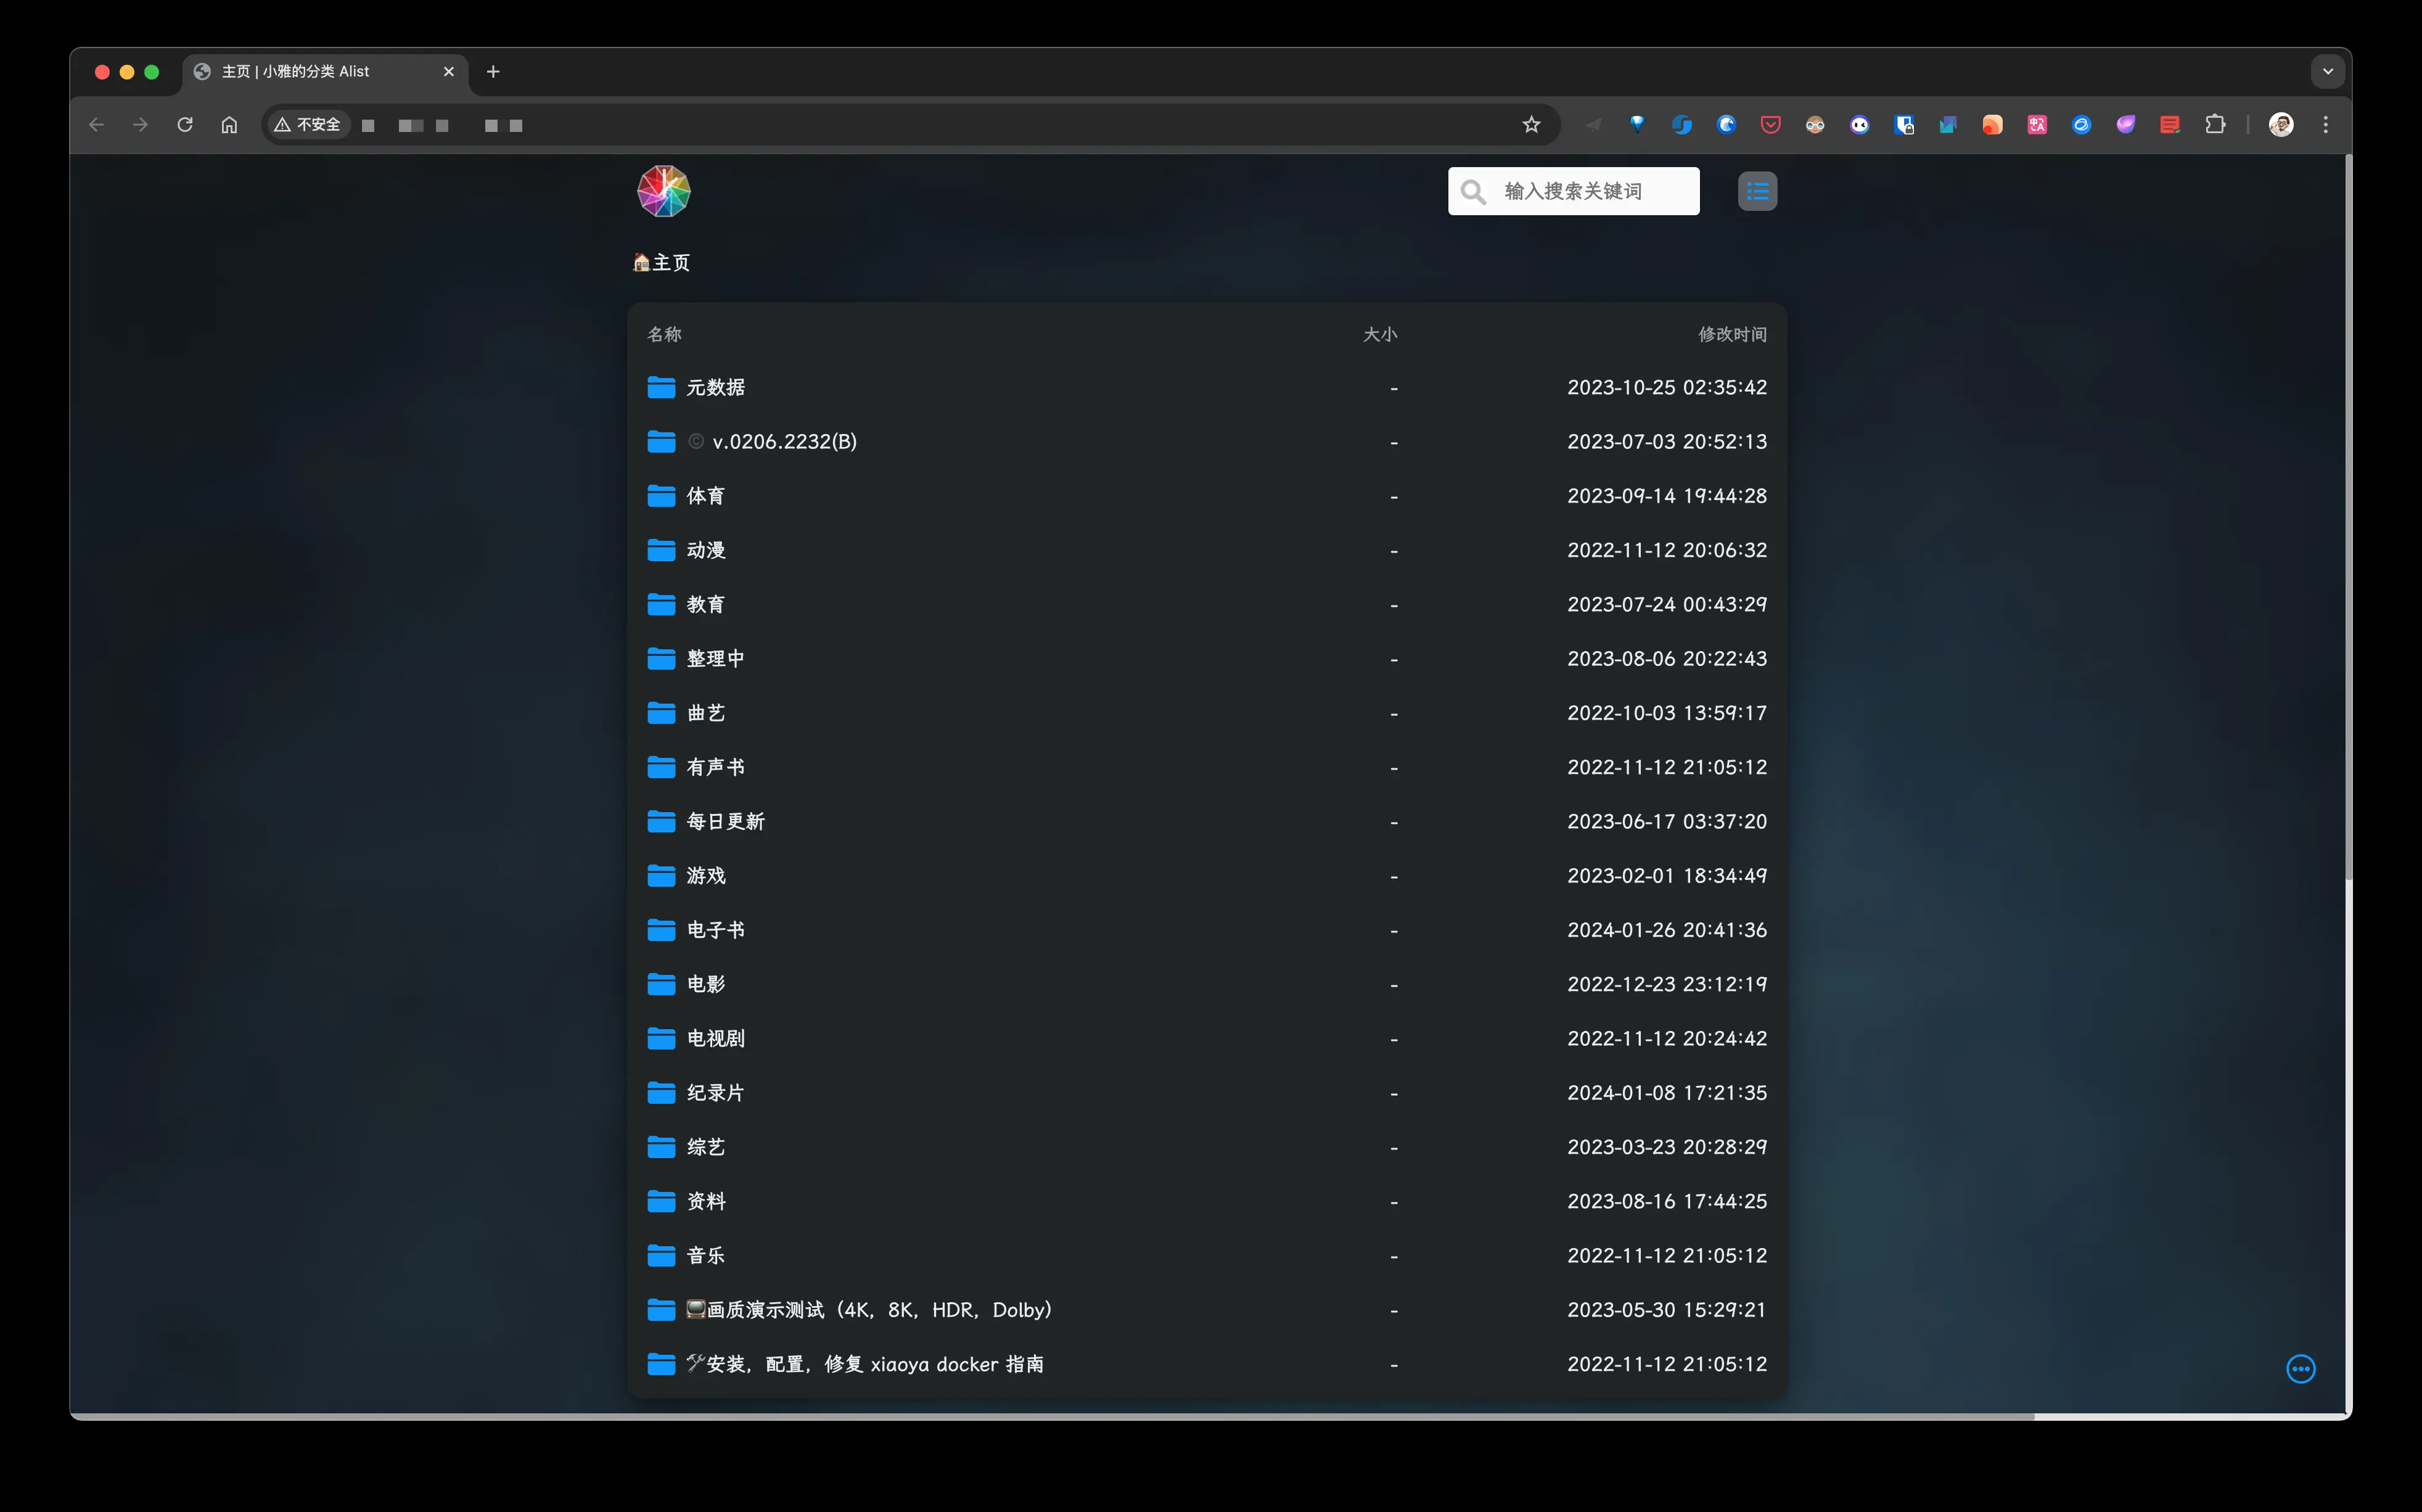 主页 | 小雅的分类 Alist
不安全
输入搜索关键词
🏠主页
名称 大小 修改时间
元数据 - 2023-10-25 02:35:42
© v.0206.2232(B) - 2023-07-03 20:52:13
体育 - 2023-09-14 19:44:28
动漫 - 2022-11-12 20:06:32
教育 - 2023-07-24 00:43:29
整理中 - 2023-08-06 20:22:43
曲艺 - 2022-10-03 13:59:17
有声书 - 2022-11-12 21:05:12
每日更新 - 2023-06-17 03:37:20
游戏 - 2023-02-01 18:34:49
电子书 - 2024-01-26 20:41:36
电影 - 2022-12-23 23:12:19
电视剧 - 2022-11-12 20:24:42
纪录片 - 2024-01-08 17:21:35
综艺 - 2023-03-23 20:28:29
资料 - 2023-08-16 17:44:25
音乐 - 2022-11-12 21:05:12
📺画质演示测试（4K，8K，HDR，Dolby） - 2023-05-30 15:29:21
🛠安装，配置，修复 xiaoya docker 指南 - 2022-11-12 21:05:12